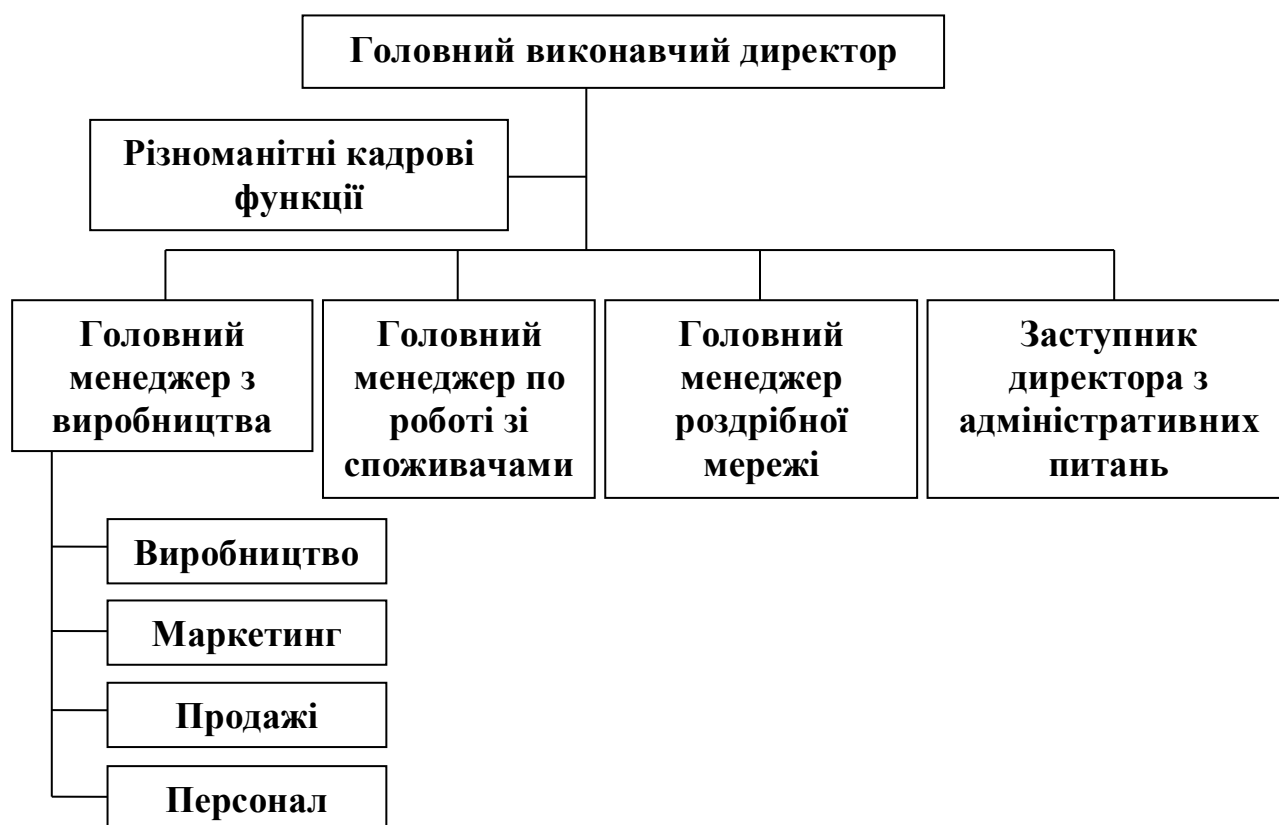 Головний виконавчий директор
Різноманітні кадрові
функції
Головний
менеджер з
виробництва
Головний
менеджер по
роботі зі
споживачами
Головний
менеджер
роздрібної
мережі
Заступник
директора з
адміністративних
питань
Виробництво
Маркетинг
Продажі
Персонал